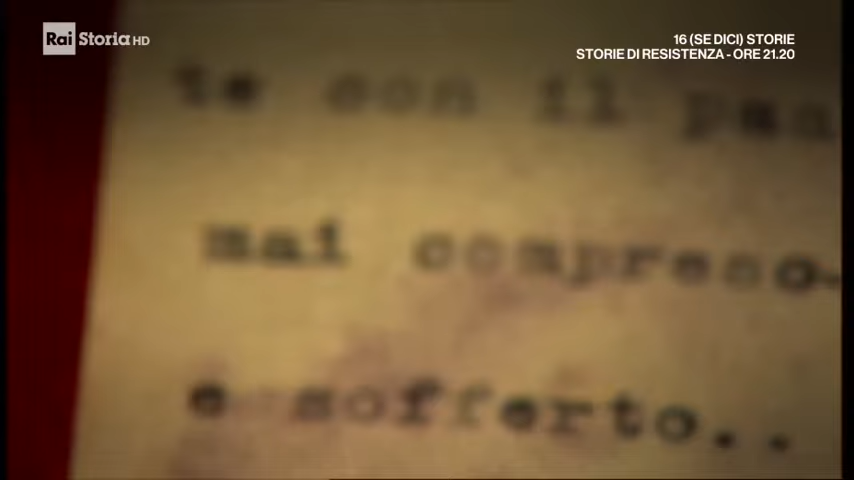 Rai Storia HD
16 (SE DICI) STORIE
STORIE DI RESISTENZA - ORE 21.20
te con il pas
mai compreso.
e sofferto..